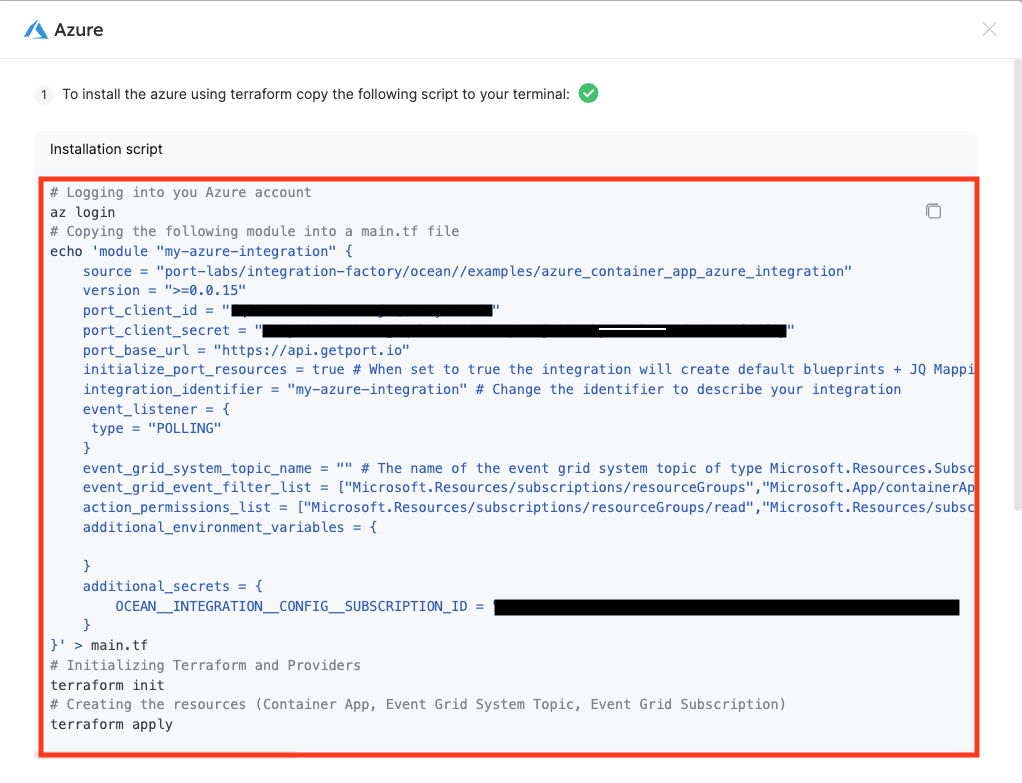 Azure
1 To install the azure using terraform copy the following script to your terminal:
Installation script
# Logging into you Azure account
az login
# Copying the following module into a main.tf file
echo 'module "my-azure-integration" {
source = "port-labs/integration-factory/ocean//examples/azure_container_app_azure_integration"
version = ">=0.0.15"
port_client_id = ""
port_client_secret = ""
port_base_url = "https://api.getport.io"
initialize_port_resources = true # When set to true the integration will create default blueprints + JQ Mappi
integration_identifier = "my-azure-integration" # Change the identifier to describe your integration
event_listener = {
type = "POLLING"
}
event_grid_system_topic_name = "" # The name of the event grid system topic of type Microsoft.Resources.Subsc
event_grid_event_filter_list = ["Microsoft.Resources/subscriptions/resourceGroups","Microsoft.App/containerAp
action_permissions_list = ["Microsoft.Resources/subscriptions/resourceGroups/read","Microsoft.Resources/subsc
additional_environment_variables = {
}
additional_secrets = {
OCEAN__INTEGRATION__CONFIG__SUBSCRIPTION_ID = "
}
}' > main.tf
# Initializing Terraform and Providers
terraform init
# Creating the resources (Container App, Event Grid System Topic, Event Grid Subscription)
terraform apply